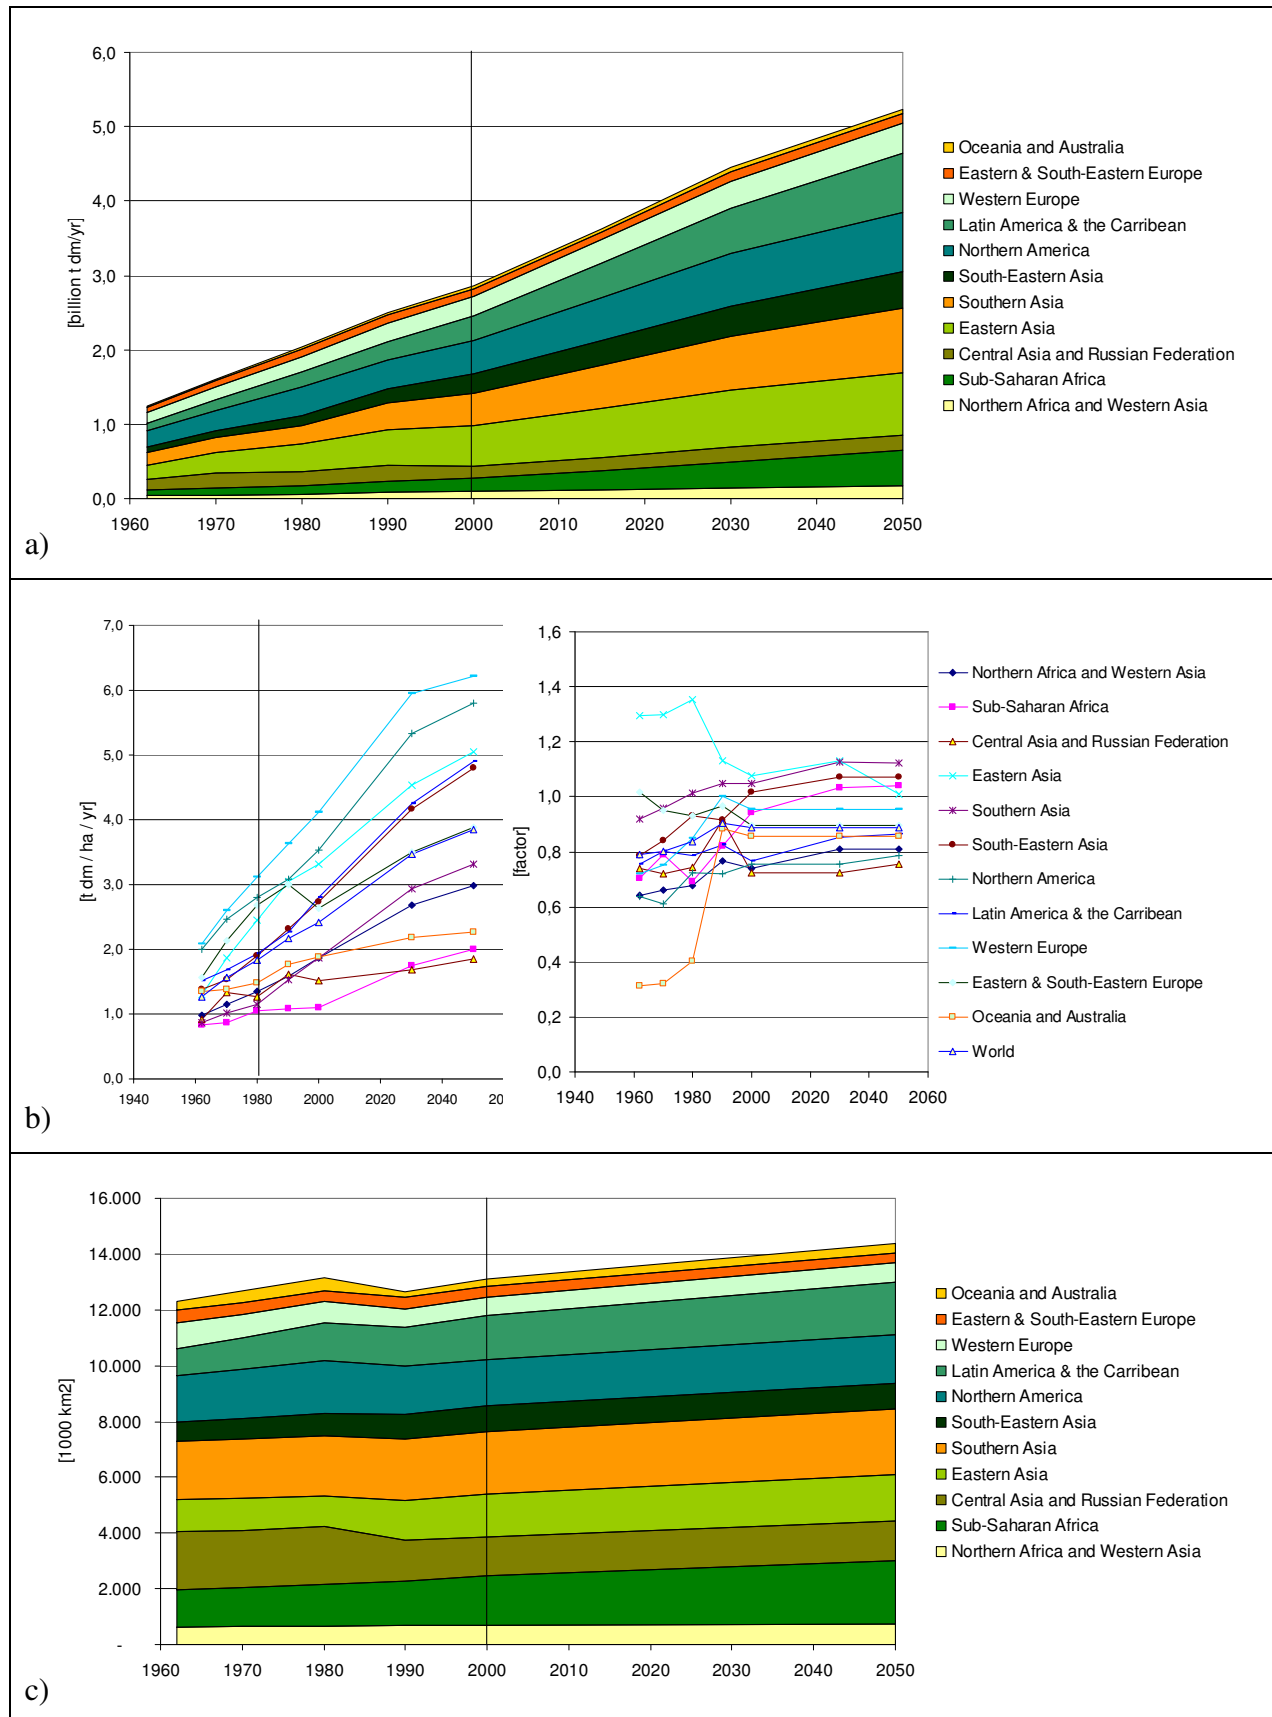 6,0
5,0
4,0
3,0
2,0
1,0
0,0
[billion t dm/yr]
1960 1970 1980 1990 2000 2010 2020 2030 2040 2050
Oceania and Australia
Eastern & South-Eastern Europe
Western Europe
Latin America & the Carribean
Northern America
South-Eastern Asia
Southern Asia
Eastern Asia
Central Asia and Russian Federation
Sub-Saharan Africa
Northern Africa and Western Asia
a)
7,0
6,0
5,0
4,0
3,0
2,0
1,0
0,0
[t dm / ha / yr]
1940 1960 1980 2000 2020 2040 20
1,6
1,4
1,2
1,0
0,8
0,6
0,4
0,2
0,0
[factor]
1940 1960 1980 2000 2020 2040 2060
Northern Africa and Western Asia
Sub-Saharan Africa
Central Asia and Russian Federation
Eastern Asia
Southern Asia
South-Eastern Asia
Northern America
Latin America & the Carribean
Western Europe
Eastern & South-Eastern Europe
Oceania and Australia
World
b)
16.000
14.000
12.000
10.000
8.000
6.000
4.000
2.000
-
[1000 km2]
1960 1970 1980 1990 2000 2010 2020 2030 2040 2050
Oceania and Australia
Eastern & South-Eastern Europe
Western Europe
Latin America & the Carribean
Northern America
South-Eastern Asia
Southern Asia
Eastern Asia
Central Asia and Russian Federation
Sub-Saharan Africa
Northern Africa and Western Asia
c)